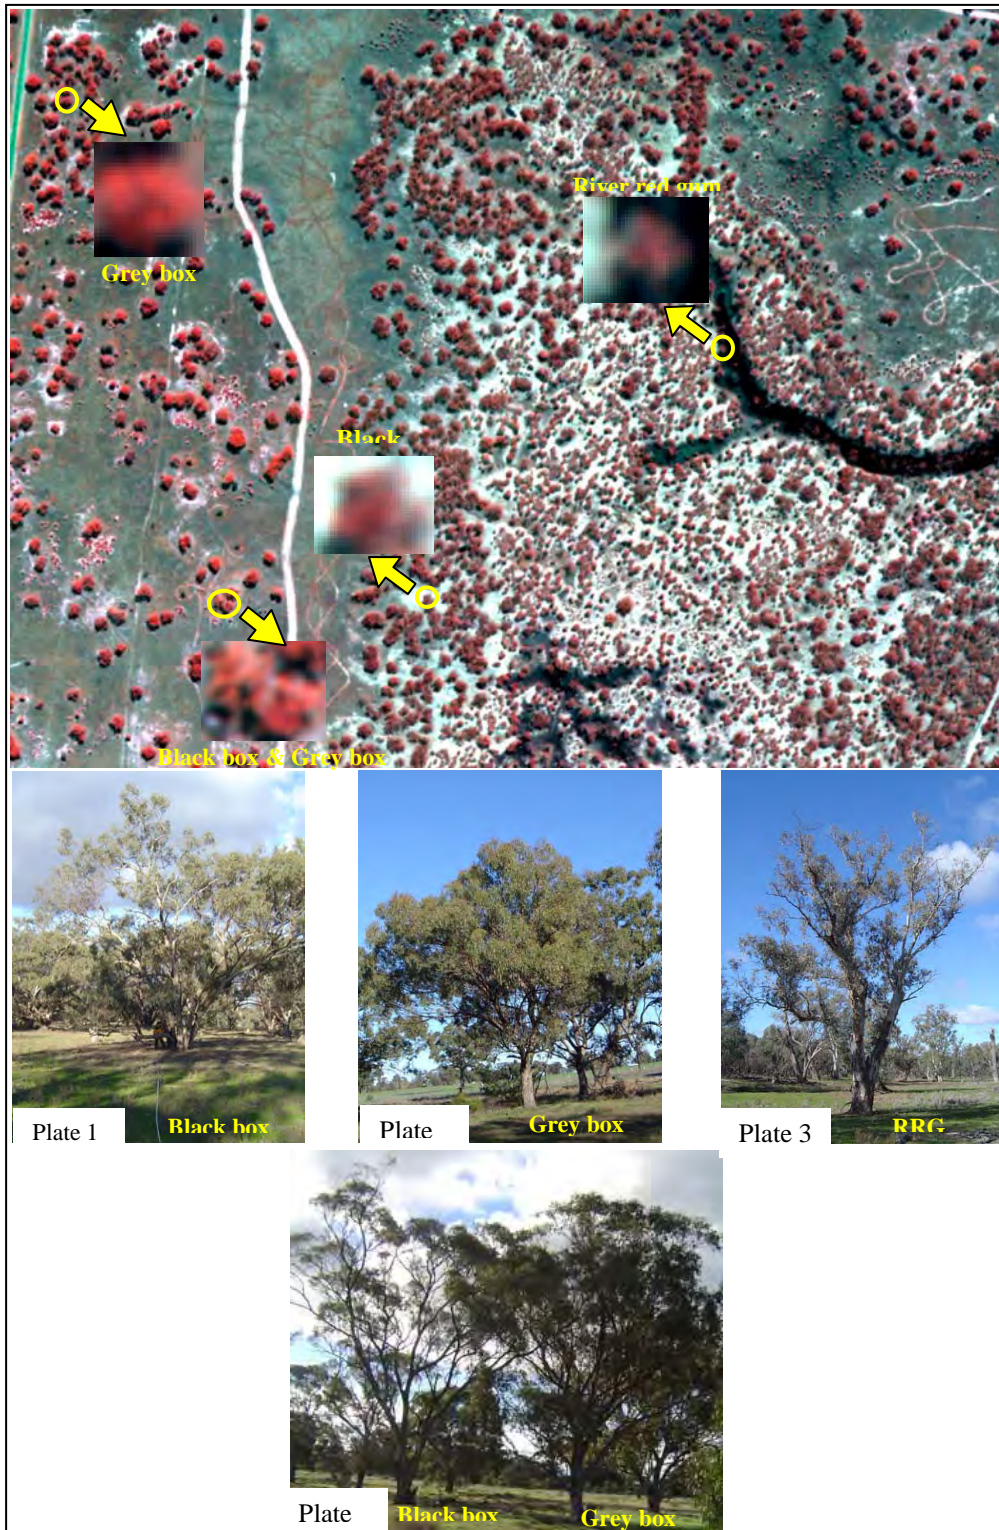 River red gum
Grey box
Black
Black box & Grey box
Plate 1
Black box
Plate
Grey box
Plate 3
RRG
Plate
Black box
Grey box